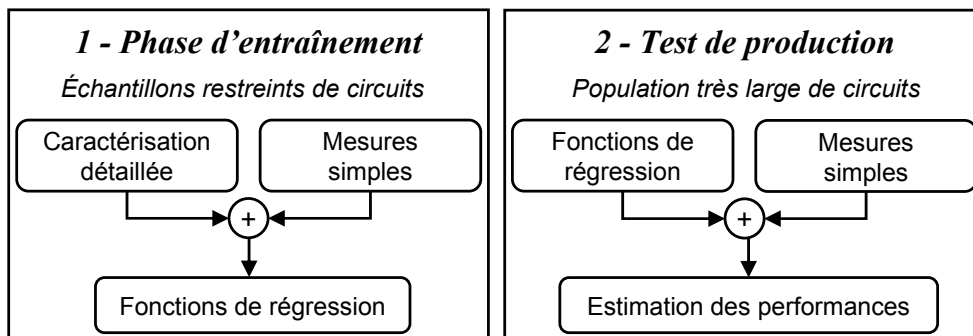 1 - Phase d’entraînement
Échantillons restreints de circuits
Caractérisation
détaillée
Mesures
simples
+
Fonctions de régression
2 - Test de production
Population très large de circuits
Fonctions de
régression
Mesures
simples
+
Estimation des performances